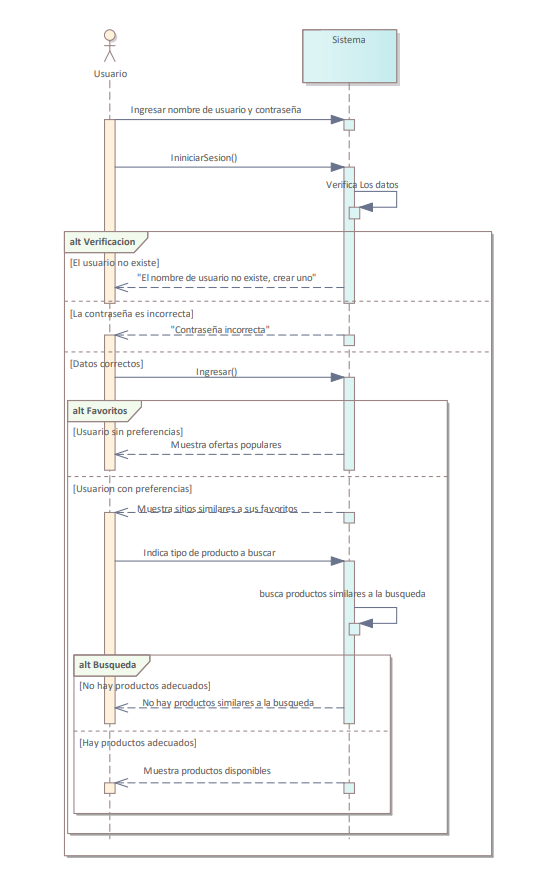 Sistema
Usuario
Ingresar nombre de usuario y contraseña
IniniciarSesion()
Verifica Los datos
alt Verificacion
[El usuario no existe]
"El nombre de usuario no existe, crear uno"
[La contraseña es incorrecta]
"Contraseña incorrecta"
[Datos correctos]
Ingresar()
alt Favoritos
[Usuario sin preferencias]
Muestra ofertas populares
[Usuarion con preferencias]
Muestra sitios similares a sus favoritos
Indica tipo de producto a buscar
busca productos similares a la busqueda
alt Busqueda
[No hay productos adecuados]
No hay productos similares a la busqueda
[Hay productos adecuados]
Muestra productos disponibles